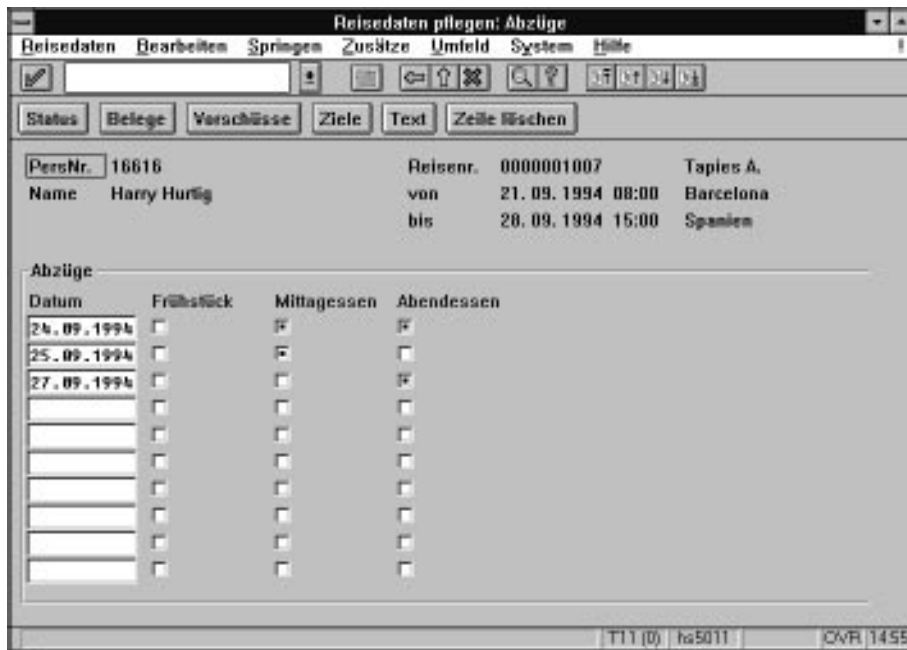 Reisedaten pflegen: Abzüge
Reisedaten Bearbeiten Springen Zusätze Umfeld System Hilfe
Status Belege Vorschüsse Ziele Text Zeile löschen
PersNr. 16616 Reisenr. 0000001007 Tapies A.
Name Harry Hurtig von 21.09.1994 08:00 Barcelona
bis 28.09.1994 15:00 Spanien
Abzüge
Datum Frühstück Mittagessen Abendessen
24.09.1994
25.09.1994
27.09.1994
T11 (0) hs5011 OVR 1455